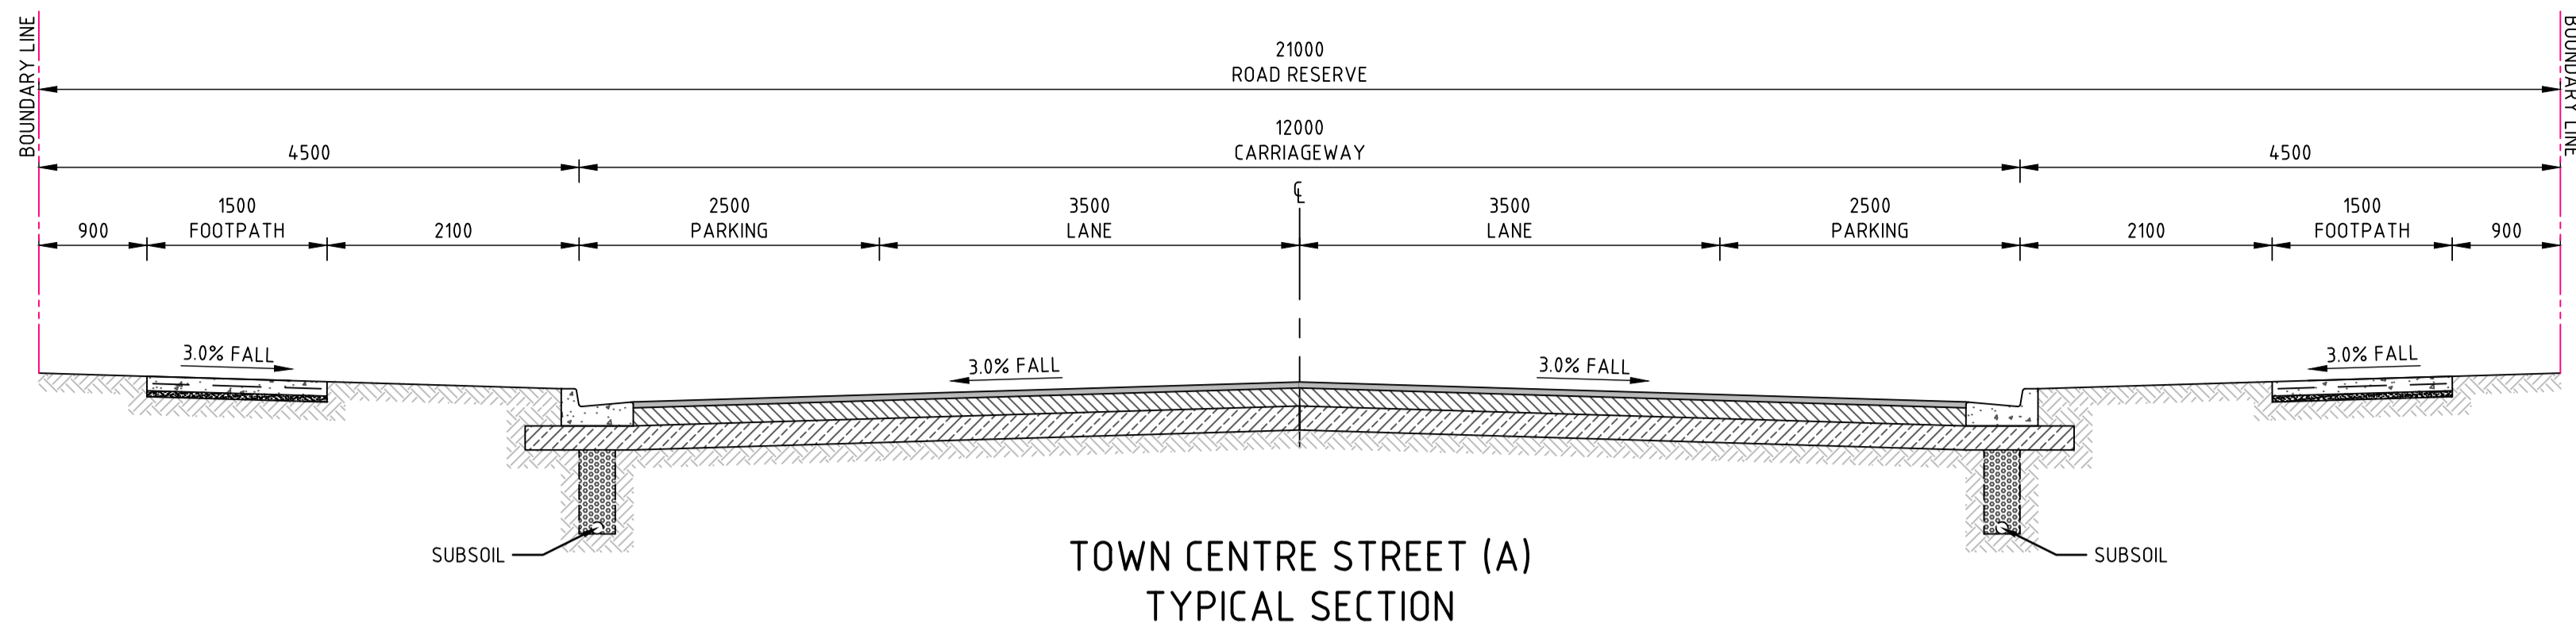 BOUNDARY LINE
BOUNDARY LINE
21000
ROAD RESERVE
12000
4500
CARRIAGEWAY
4500
℄
1500
2500
3500
3500
2500
1500
900
FOOTPATH
2100
PARKING
LANE
LANE
PARKING
2100
FOOTPATH
900
3.0% FALL
3.0% FALL
3.0% FALL
3.0% FALL
SUBSOIL
SUBSOIL
TOWN CENTRE STREET (A)
TYPICAL SECTION